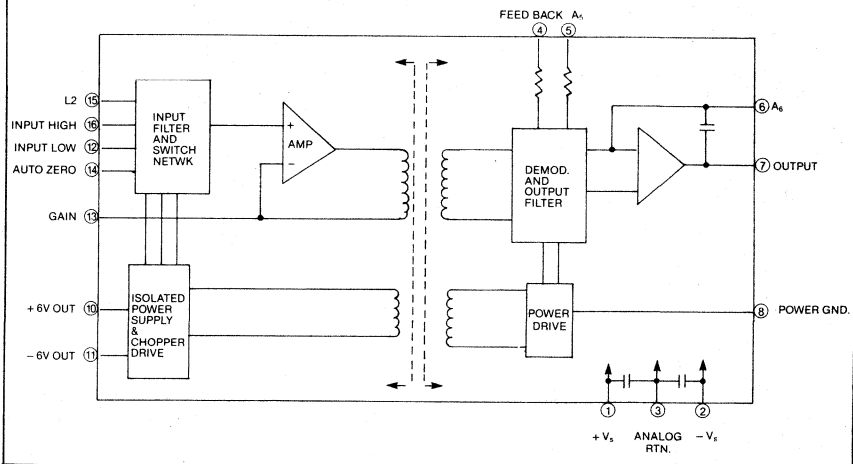 FEED BACK A₅
④ ⑤
L2 ⑮
INPUT HIGH ⑯
INPUT LOW ⑫
AUTO ZERO ⑭
GAIN ⑬
INPUT
FILTER
AND
SWITCH
NETWK
+
AMP
−
DEMOD.
AND
OUTPUT
FILTER
⑥ A₆
⑦ OUTPUT
+ 6V OUT ⑩
− 6V OUT ⑪
ISOLATED
POWER
SUPPLY
&
CHOPPER
DRIVE
POWER
DRIVE
⑧ POWER GND.
① ③ ②
+ Vₛ ANALOG − Vₛ
RTN.